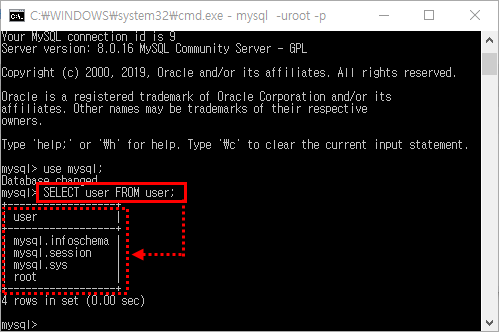 C:₩WINDOWS₩system32₩cmd.exe - mysql  -uroot -p
Your MySQL connection id is 9
Server version: 8.0.16 MySQL Community Server - GPL
Copyright (c) 2000, 2019, Oracle and/or its affiliates. All rights reserved.
Oracle is a registered trademark of Oracle Corporation and/or its
affiliates. Other names may be trademarks of their respective
owners.
Type 'help;' or '₩h' for help. Type '₩c' to clear the current input statement.
mysql> use mysql;
Database changed
mysql> SELECT user FROM user;
+------------------+
| user             |
+------------------+
| mysql.infoschema |
| mysql.session    |
| mysql.sys        |
| root             |
+------------------+
4 rows in set (0.00 sec)
mysql>